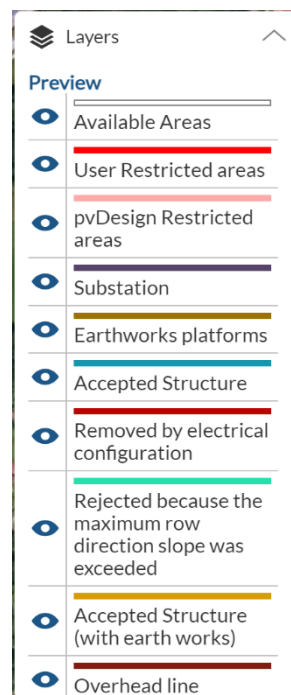 Layers
Preview
Available Areas
User Restricted areas
pvDesign Restricted
areas
Substation
Earthworks platforms
Accepted Structure
Removed by electrical
configuration
Rejected because the
maximum row
direction slope was
exceeded
Accepted Structure
(with earth works)
Overhead line